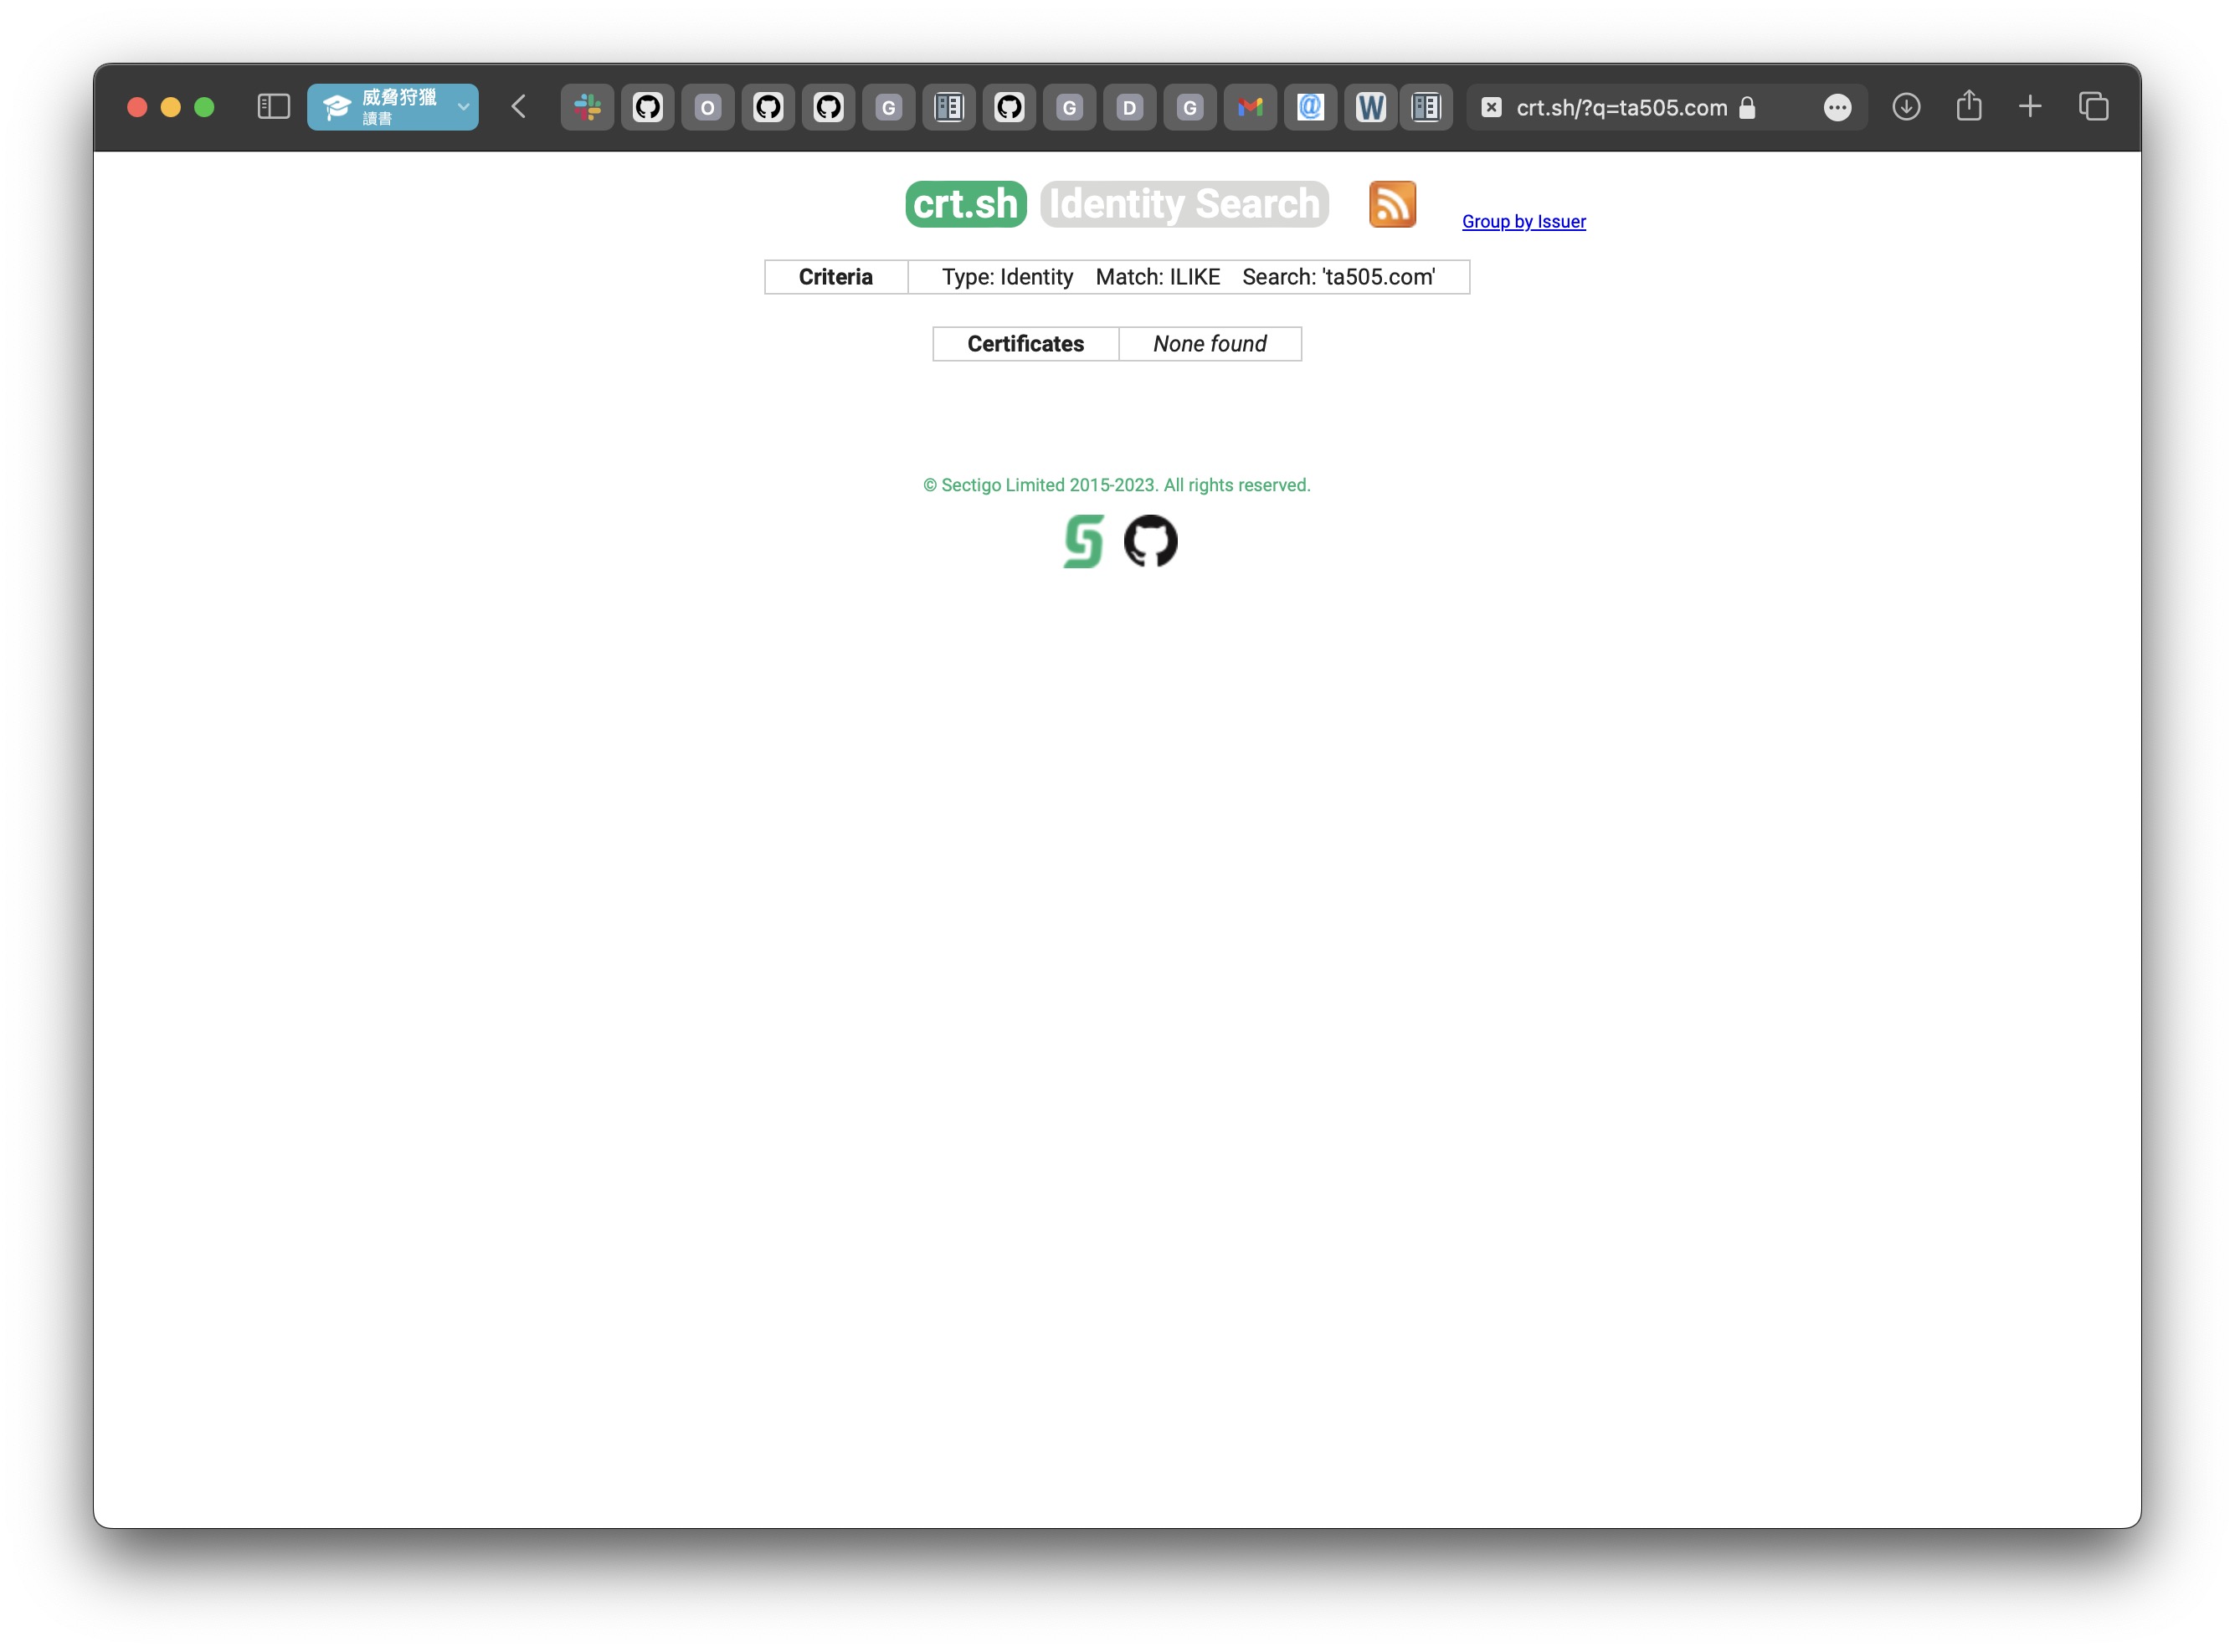 威脅狩獵
讀書
O
G
G
D
G
W
crt.sh/?q=ta505.com
crt.sh Identity Search
Group by Issuer
Criteria Type: Identity Match: ILIKE Search: 'ta505.com'
Certificates None found
© Sectigo Limited 2015-2023. All rights reserved.